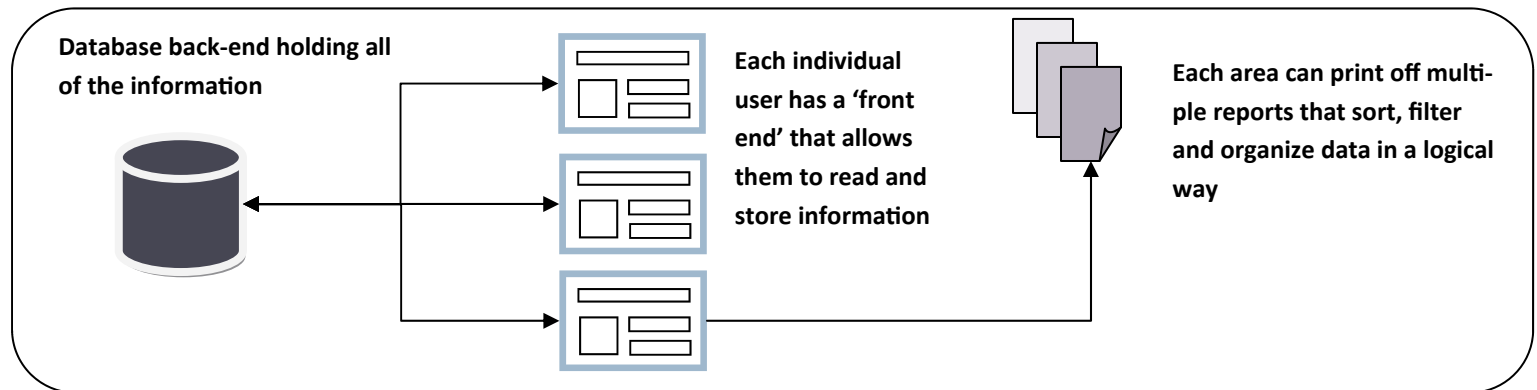 Database back-end holding all
of the information
Each individual
user has a ‘front
end’ that allows
them to read and
store information
Each area can print off multi-
ple reports that sort, filter
and organize data in a logical
way